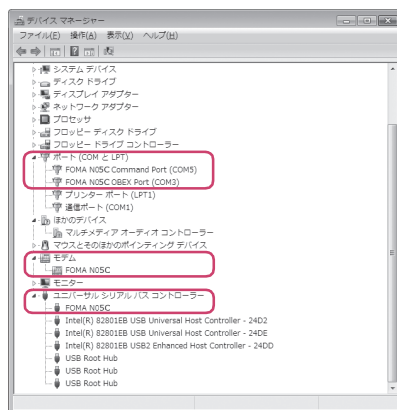 デバイス マネージャー
ファイル(F) 操作(A) 表示(V) ヘルプ(H)
システム デバイス
ディスク ドライブ
ディスプレイ アダプター
ネットワーク アダプター
プロセッサ
フロッピー ディスク ドライブ
フロッピー ドライブ コントローラー
ポート (COM と LPT)
FOMA N05C Command Port (COM5)
FOMA N05C OBEX Port (COM3)
プリンター ポート (LPT1)
通信ポート (COM1)
ほかのデバイス
マルチメディア オーディオ コントローラー
マウスとそのほかのポインティング デバイス
モデム
FOMA N05C
モニター
ユニバーサル シリアル バス コントローラー
FOMA N05C
Intel(R) 82801EB USB Universal Host Controller - 24D2
Intel(R) 82801EB USB Universal Host Controller - 24DE
Intel(R) 82801EB USB2 Enhanced Host Controller - 24DD
USB Root Hub
USB Root Hub
USB Root Hub